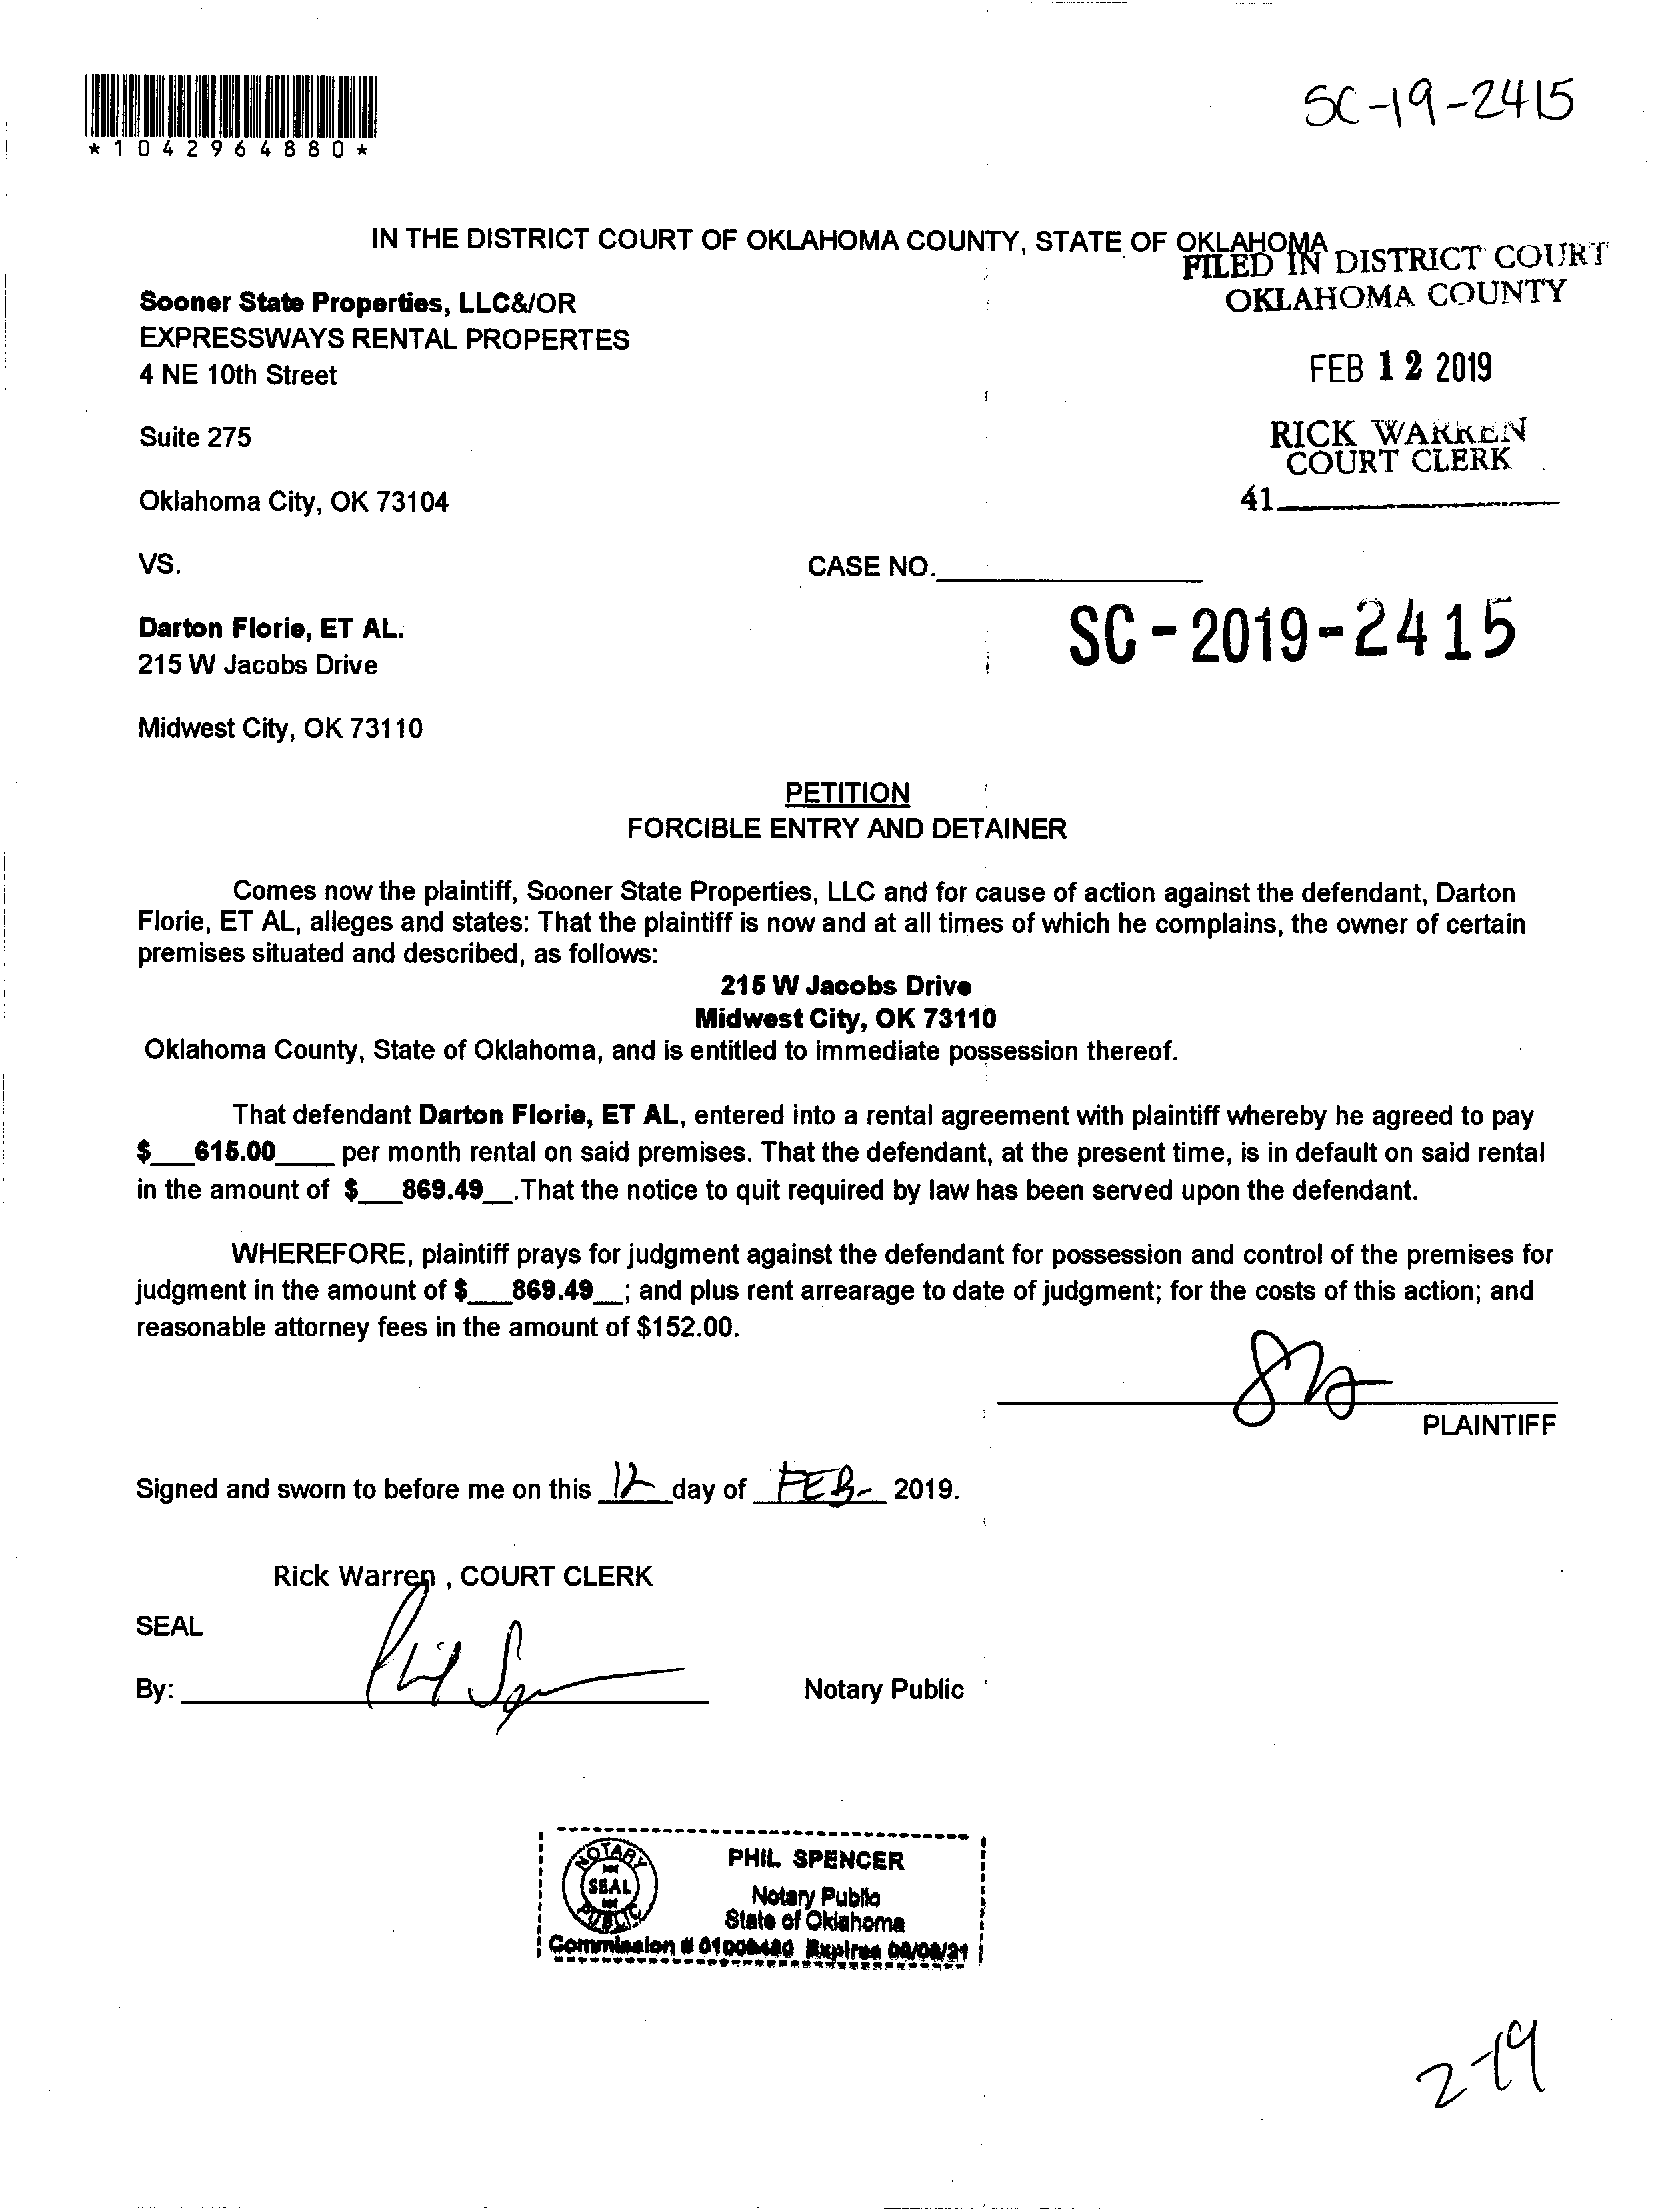 SC-19-2415
*1042964880*
IN THE DISTRICT COURT OF OKLAHOMA COUNTY, STATE OF OKLAHOMA
FILED IN DISTRICT COURT
OKLAHOMA COUNTY
Sooner State Properties, LLC&/OR
EXPRESSWAYS RENTAL PROPERTES
4 NE 10th Street
FEB 12 2019
Suite 275
RICK WARREN
COURT CLERK
Oklahoma City, OK 73104
41
VS.
CASE NO.
SC-2019-2415
Darton Florie, ET AL.
215 W Jacobs Drive
Midwest City, OK 73110
PETITION
FORCIBLE ENTRY AND DETAINER
Comes now the plaintiff, Sooner State Properties, LLC and for cause of action against the defendant, Darton
Florie, ET AL, alleges and states: That the plaintiff is now and at all times of which he complains, the owner of certain
premises situated and described, as follows:
215 W Jacobs Drive
Midwest City, OK 73110
Oklahoma County, State of Oklahoma, and is entitled to immediate possession thereof.
That defendant Darton Florie, ET AL, entered into a rental agreement with plaintiff whereby he agreed to pay
$___615.00____ per month rental on said premises. That the defendant, at the present time, is in default on said rental
in the amount of $___869.49__.That the notice to quit required by law has been served upon the defendant.
WHEREFORE, plaintiff prays for judgment against the defendant for possession and control of the premises for
judgment in the amount of $___869.49__; and plus rent arrearage to date of judgment; for the costs of this action; and
reasonable attorney fees in the amount of $152.00.
PLAINTIFF
Signed and sworn to before me on this 12 day of FEB- 2019.
Rick Warren , COURT CLERK
SEAL
By:
Notary Public
NOTARY
SEAL
PUBLIC
PHIL SPENCER
Notary Public
State of Oklahoma
Commission # Expires
2-19